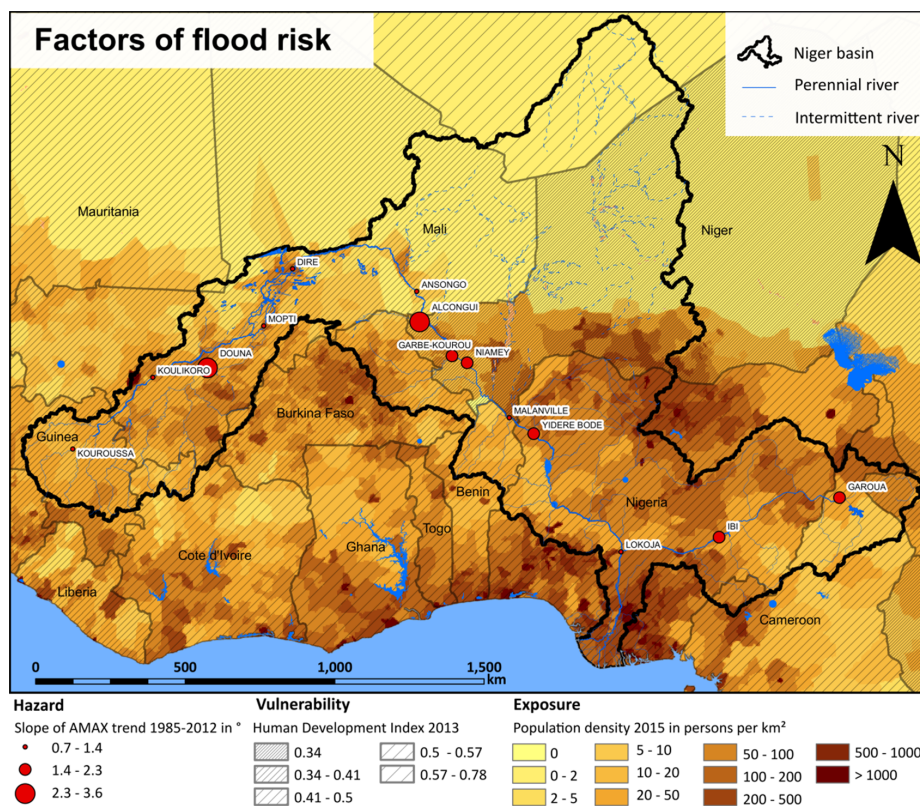 Factors of flood risk
Niger basin
Perennial river
Intermittent river
N
Mauritania
Mali
Niger
DIRE
ANSONGO
ALCONGUI
MOPTI
GARBE-KOUROU
NIAMEY
DOUNA
KOULIKORO
Burkina Faso
MALANVILLE
YIDERE BODE
Guinea
KOUROUSSA
Benin
Nigeria
GAROUA
Togo
IBI
Cote d'Ivoire
Ghana
LOKOJA
Liberia
Cameroon
0 500 1,000 1,500
km
Hazard
Slope of AMAX trend 1985-2012 in °
0.7 - 1.4
1.4 - 2.3
2.3 - 3.6
Vulnerability
Human Development Index 2013
0.34 0.5 - 0.57
0.34 - 0.41 0.57 - 0.78
0.41 - 0.5
Exposure
Population density 2015 in persons per km²
0 5 - 10 50 - 100 500 - 1000
0 - 2 10 - 20 100 - 200 > 1000
2 - 5 20 - 50 200 - 500